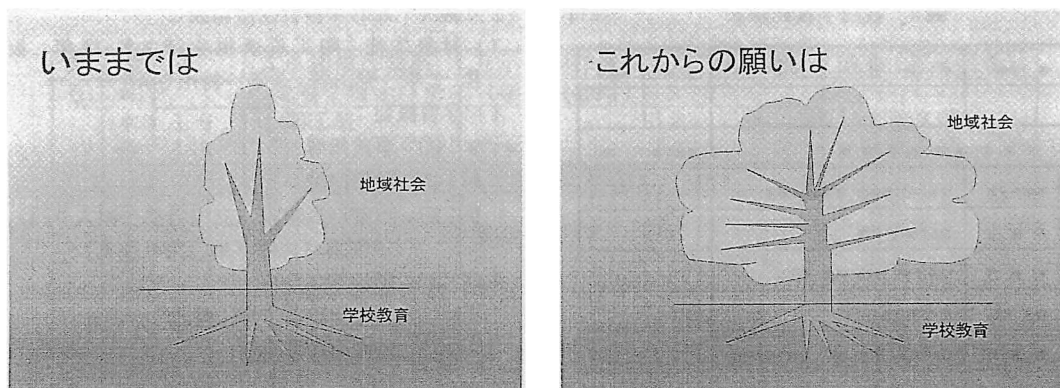 いままでは
地域社会
学校教育
これからの願いは
地域社会
学校教育